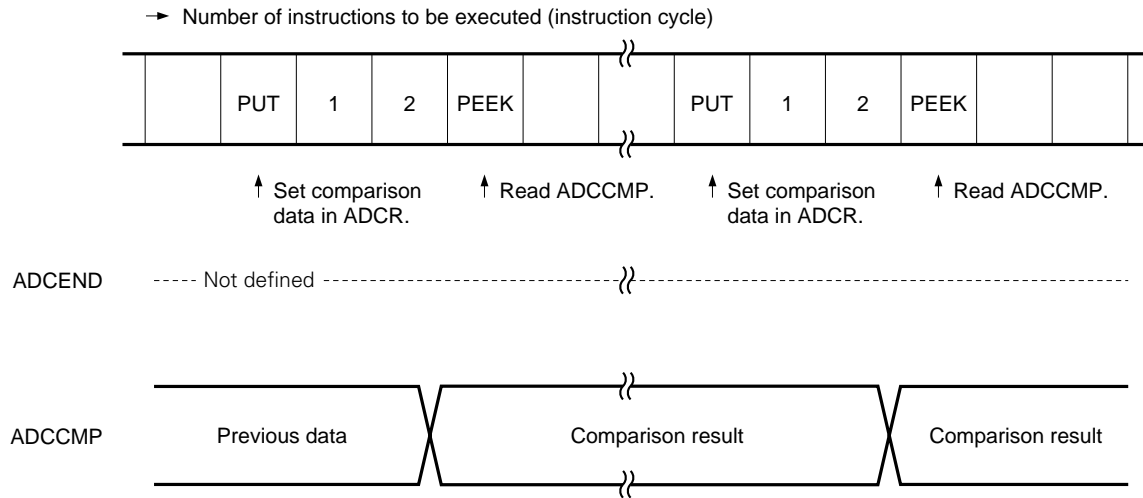 → Number of instructions to be executed (instruction cycle)
PUT 1 2 PEEK PUT 1 2 PEEK
Set comparison data in ADCR.
Read ADCCMP.
Set comparison data in ADCR.
Read ADCCMP.
ADCEND Not defined
ADCCMP Previous data Comparison result Comparison result